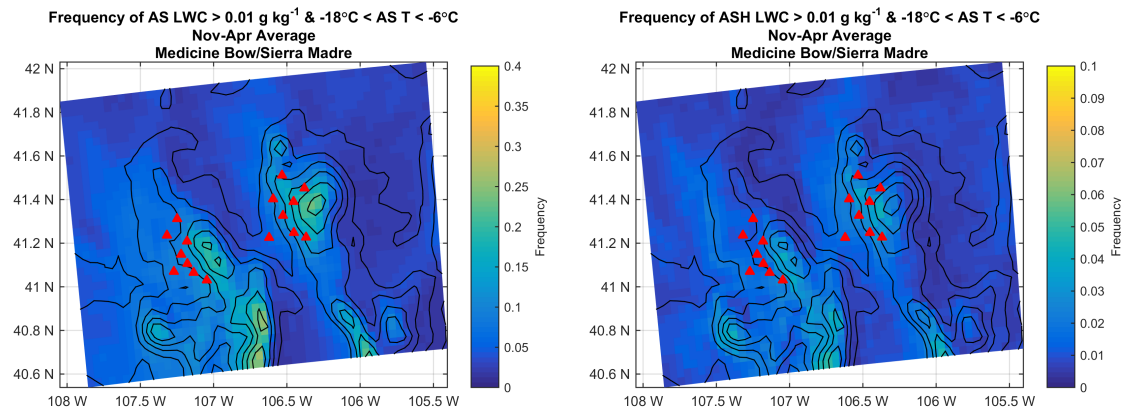 Frequency of AS LWC > 0.01 g kg⁻¹ & -18°C < AS T < -6°C
Nov-Apr Average
Medicine Bow/Sierra Madre
42 N
41.8 N
41.6 N
41.4 N
41.2 N
41 N
40.8 N
40.6 N
108 W
107.5 W
107 W
106.5 W
106 W
105.5 W
0.4
0.35
0.3
0.25
0.2
0.15
0.1
0.05
0
Frequency
Frequency of ASH LWC > 0.01 g kg⁻¹ & -18°C < AS T < -6°C
Nov-Apr Average
Medicine Bow/Sierra Madre
42 N
41.8 N
41.6 N
41.4 N
41.2 N
41 N
40.8 N
40.6 N
108 W
107.5 W
107 W
106.5 W
106 W
105.5 W
0.1
0.09
0.08
0.07
0.06
0.05
0.04
0.03
0.02
0.01
0
Frequency